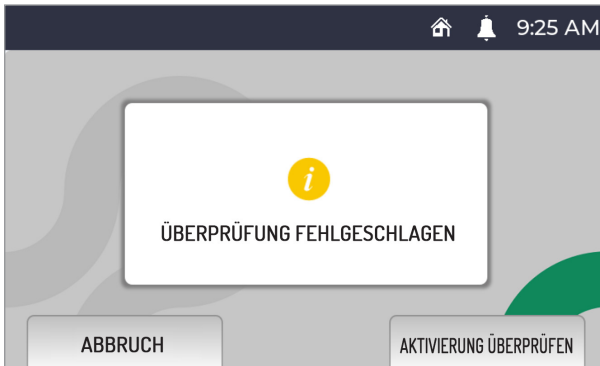 9:25 AM
i
ÜBERPRÜFUNG FEHLGESCHLAGEN
ABBRUCH
AKTIVIERUNG ÜBERPRÜFEN